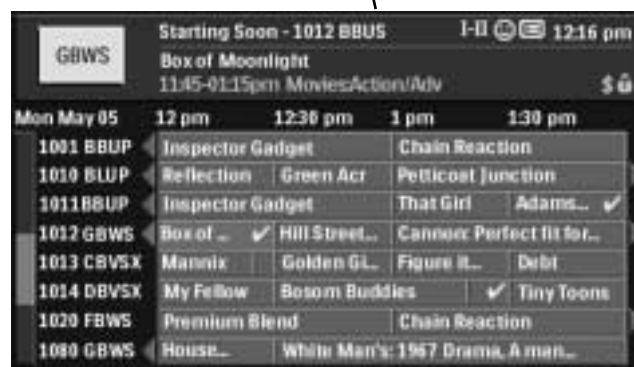 GBWS
Starting Soon - 1012 BBUS I-II 12:16 pm
Box of Moonlight
11:45-01:15pm Movies:Action/Adv $
Mon May 05 12 pm 12:30 pm 1 pm 1:30 pm
1001 BBUP Inspector Gadget Chain Reaction
1010 BLUP Reflection Green Acr Petticoat Junction
1011BBUP Inspector Gadget That Girl Adams... ✔
1012 GBWS Box of ... ✔ Hill Street... Cannon: Perfect fit for...
1013 CBVSX Mannix Golden Gi... Figure it... Debt
1014 DBVSX My Fellow Bosom Buddies ✔ Tiny Toons
1020 FBWS Premium Blend Chain Reaction
1080 GBWS House... White Man's: 1967 Drama, A man...